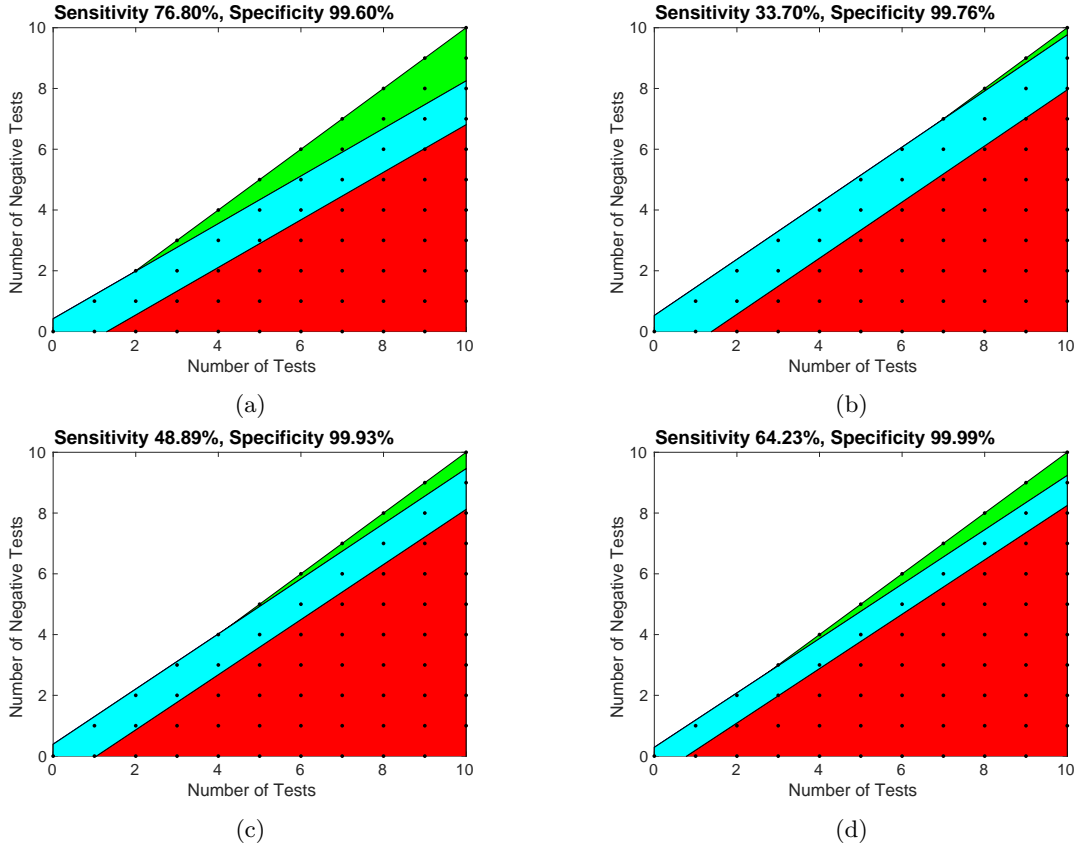 Sensitivity 76.80%, Specificity 99.60%
10
8
6
4
2
0
Number of Negative Tests
0 2 4 6 8 10
Number of Tests
(a)
Sensitivity 33.70%, Specificity 99.76%
10
8
6
4
2
0
Number of Negative Tests
0 2 4 6 8 10
Number of Tests
(b)
Sensitivity 48.89%, Specificity 99.93%
10
8
6
4
2
0
Number of Negative Tests
0 2 4 6 8 10
Number of Tests
(c)
Sensitivity 64.23%, Specificity 99.99%
10
8
6
4
2
0
Number of Negative Tests
0 2 4 6 8 10
Number of Tests
(d)